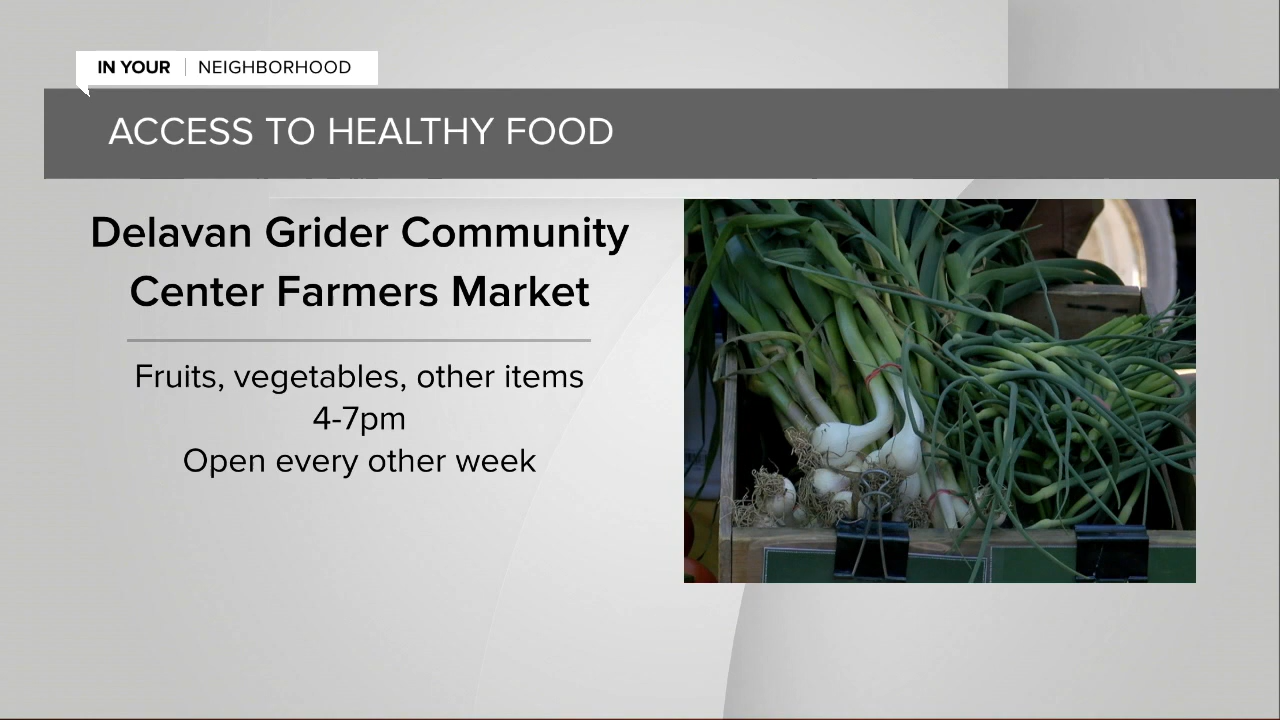 IN YOUR NEIGHBORHOOD
ACCESS TO HEALTHY FOOD
Delavan Grider Community
Center Farmers Market
Fruits, vegetables, other items
4-7pm
Open every other week